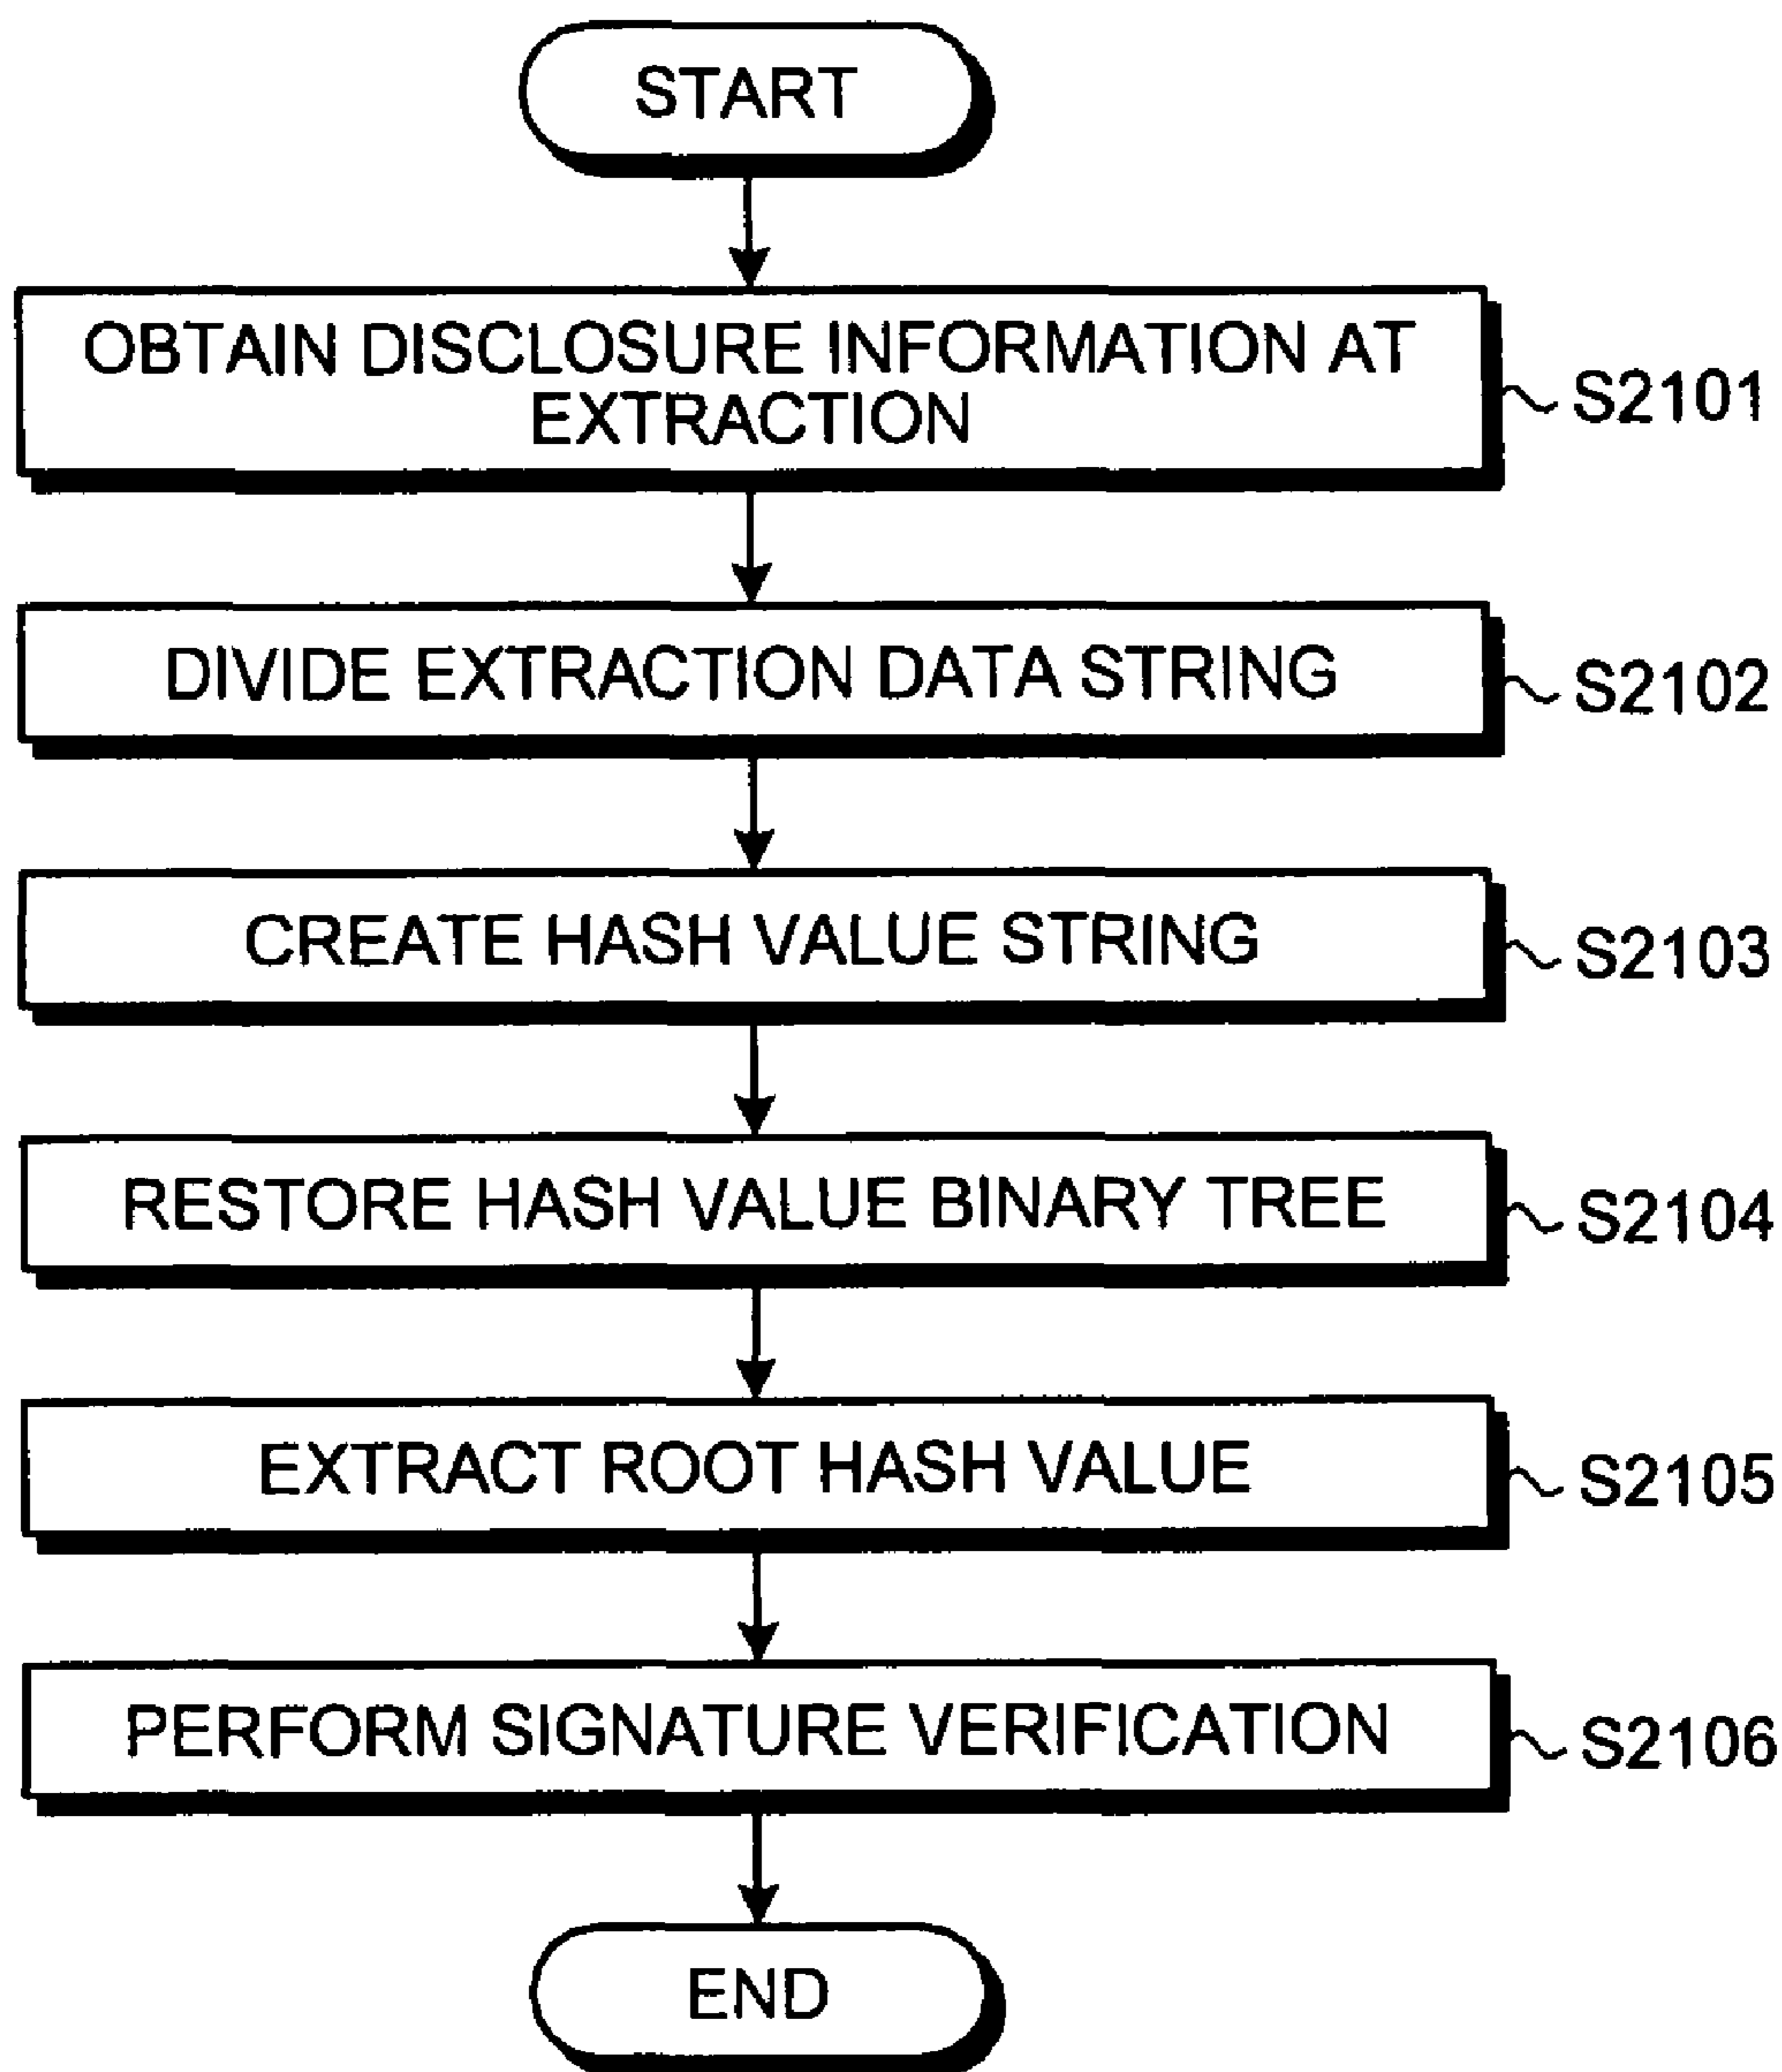 START
OBTAIN DISCLOSURE INFORMATION AT
EXTRACTION
S2101
DIVIDE EXTRACTION DATA STRING
S2102
CREATE HASH VALUE STRING
S2103
RESTORE HASH VALUE BINARY TREE
S2104
EXTRACT ROOT HASH VALUE
S2105
PERFORM SIGNATURE VERIFICATION
S2106
END